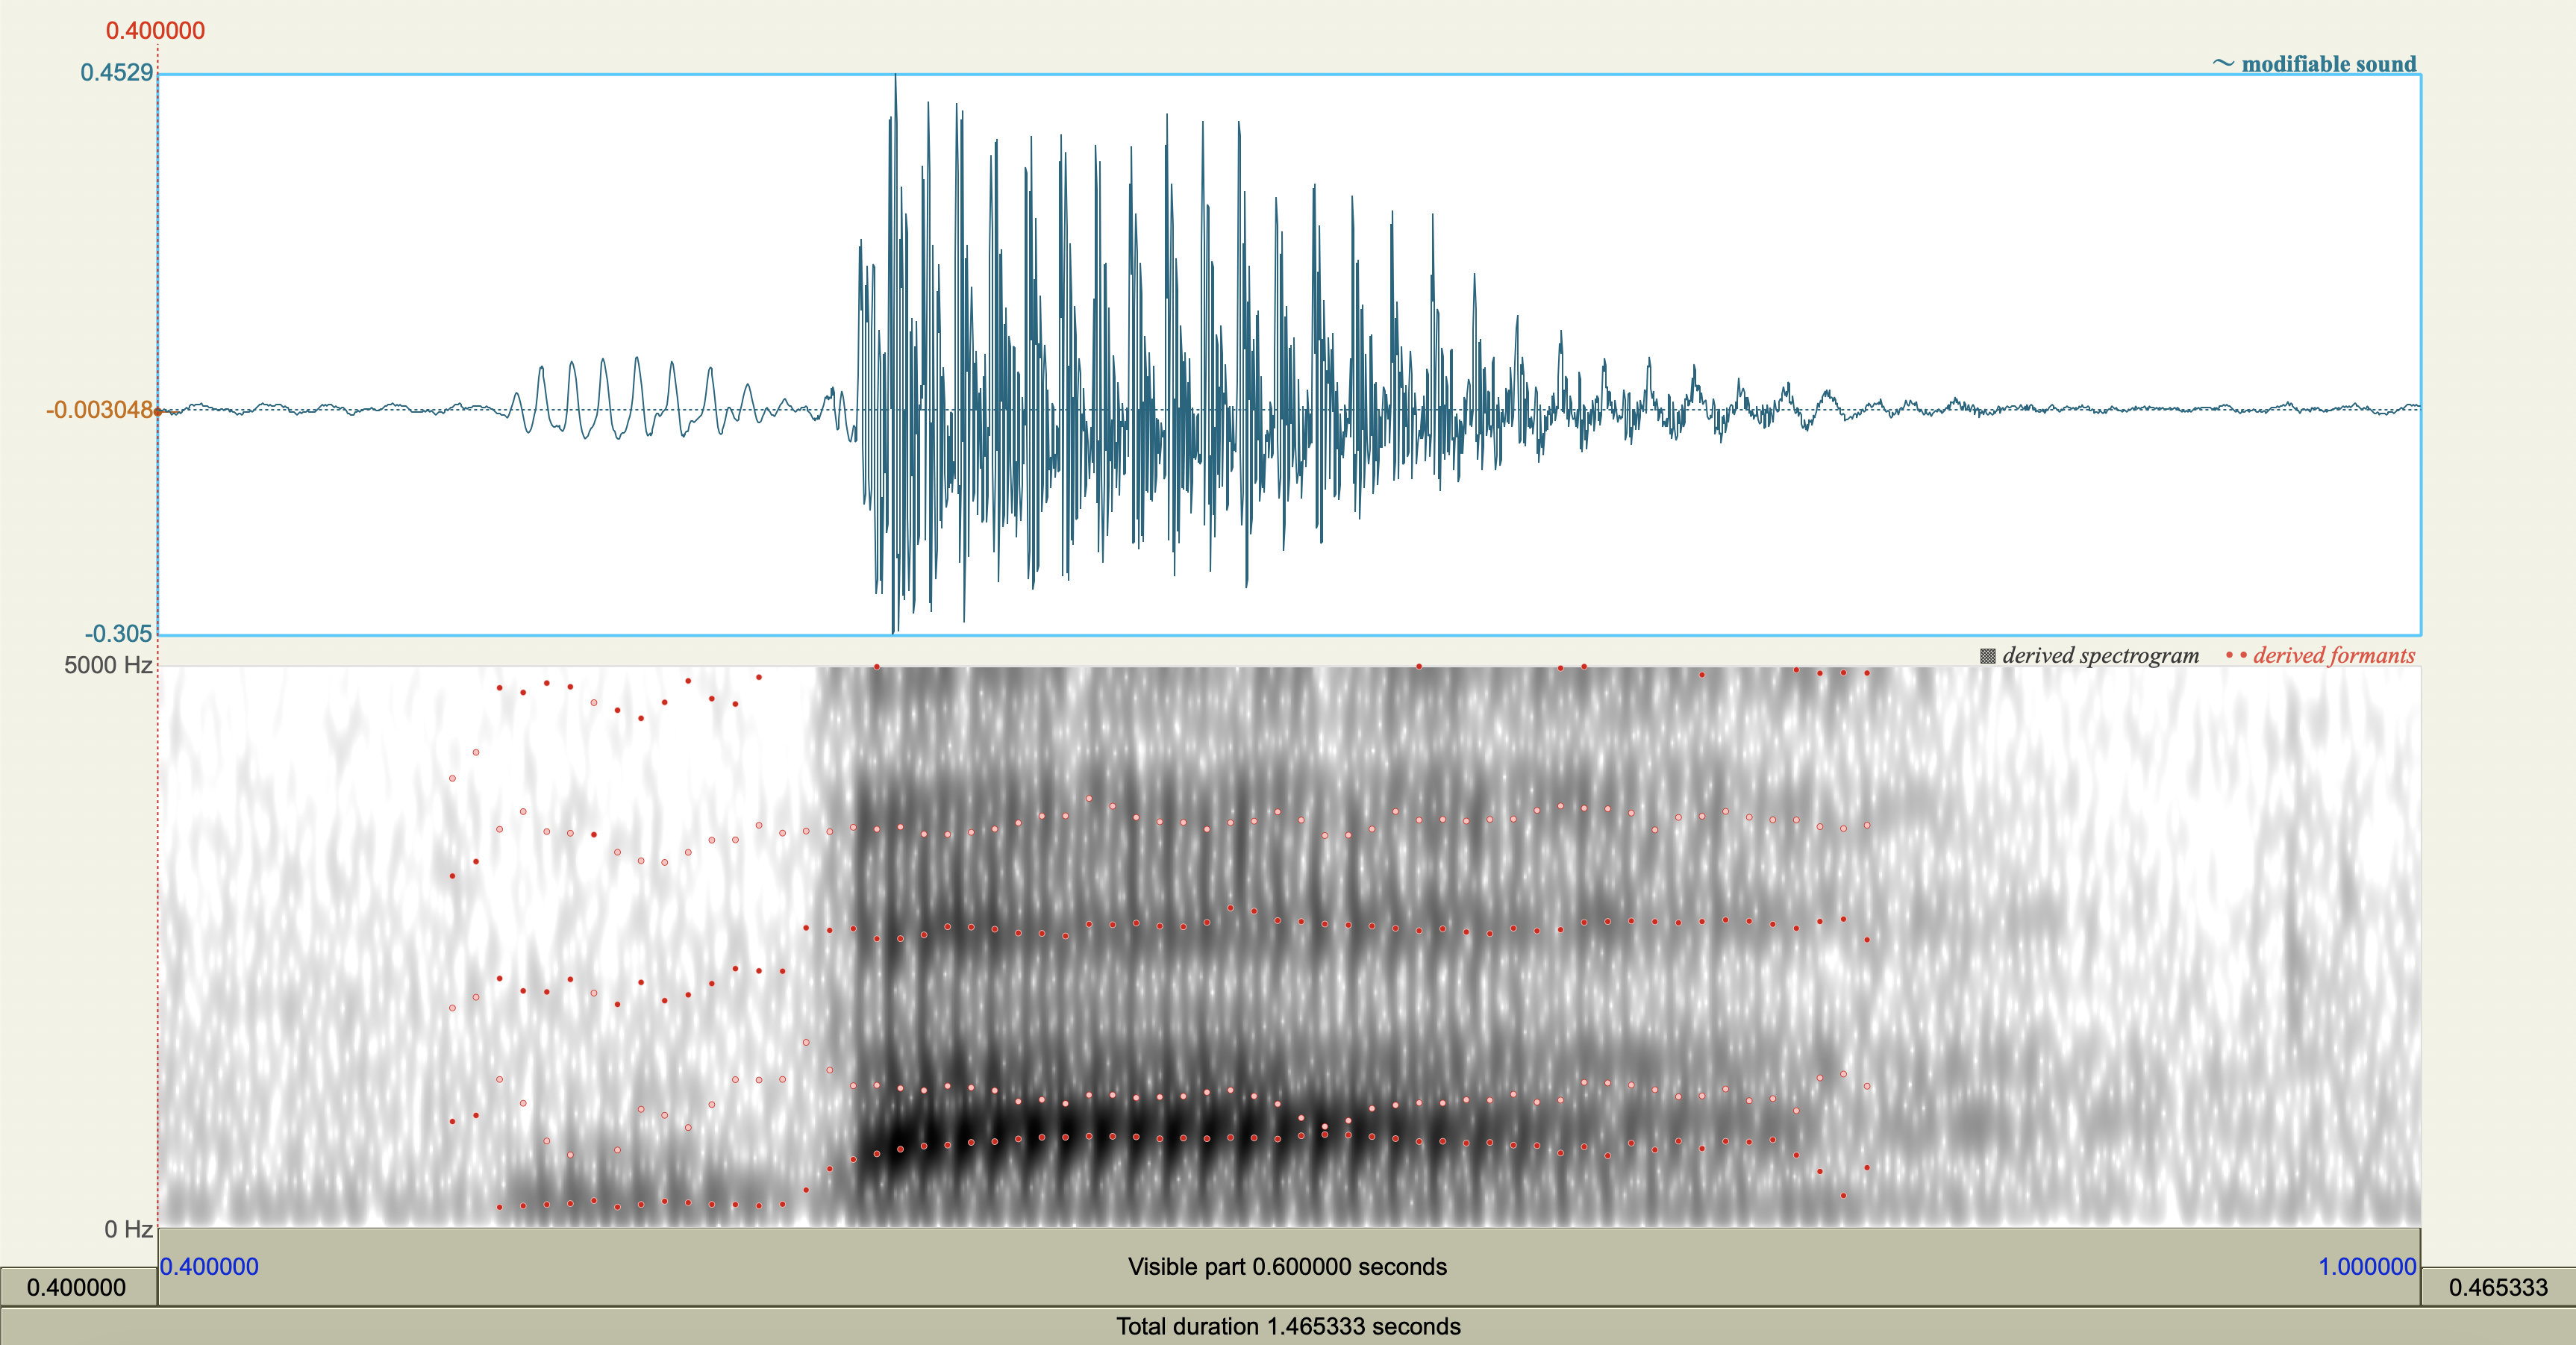 0.400000
0.4529
~ modifiable sound
-0.003048
-0.305
5000 Hz
derived spectrogram •• derived formants
0 Hz
0.400000
Visible part 0.600000 seconds
1.000000
0.400000
0.465333
Total duration 1.465333 seconds